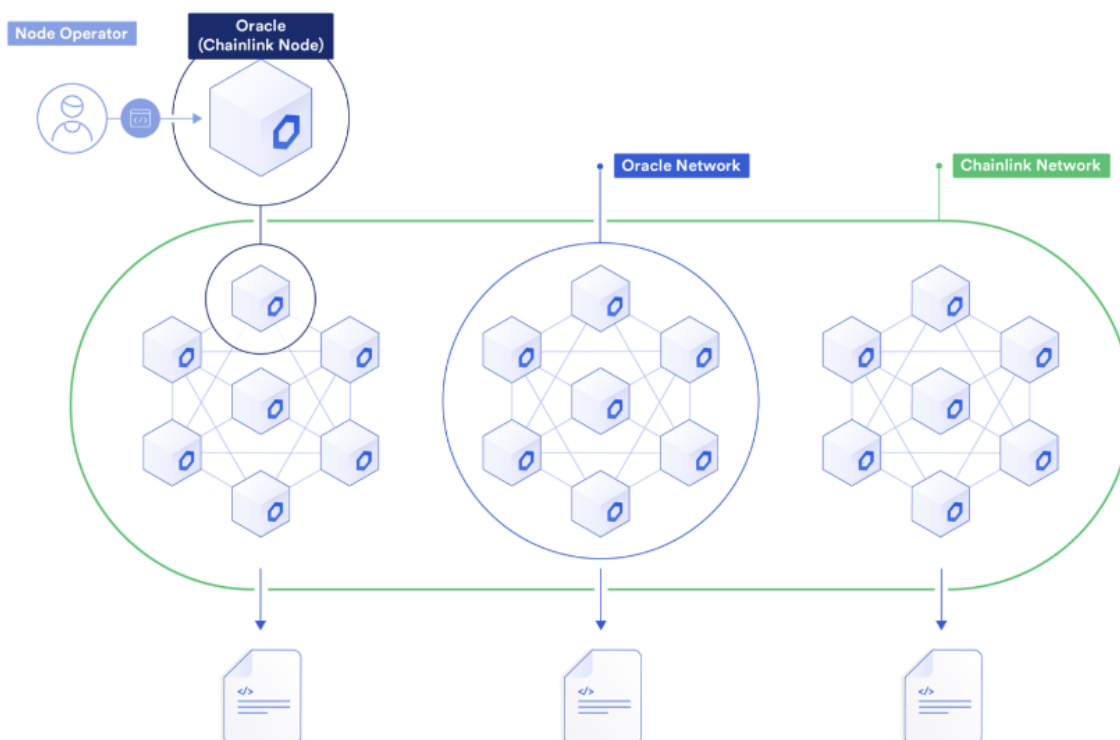 Node Operator
Oracle
(Chainlink Node)
</>
Oracle Network
Chainlink Network
</>
</>
</>